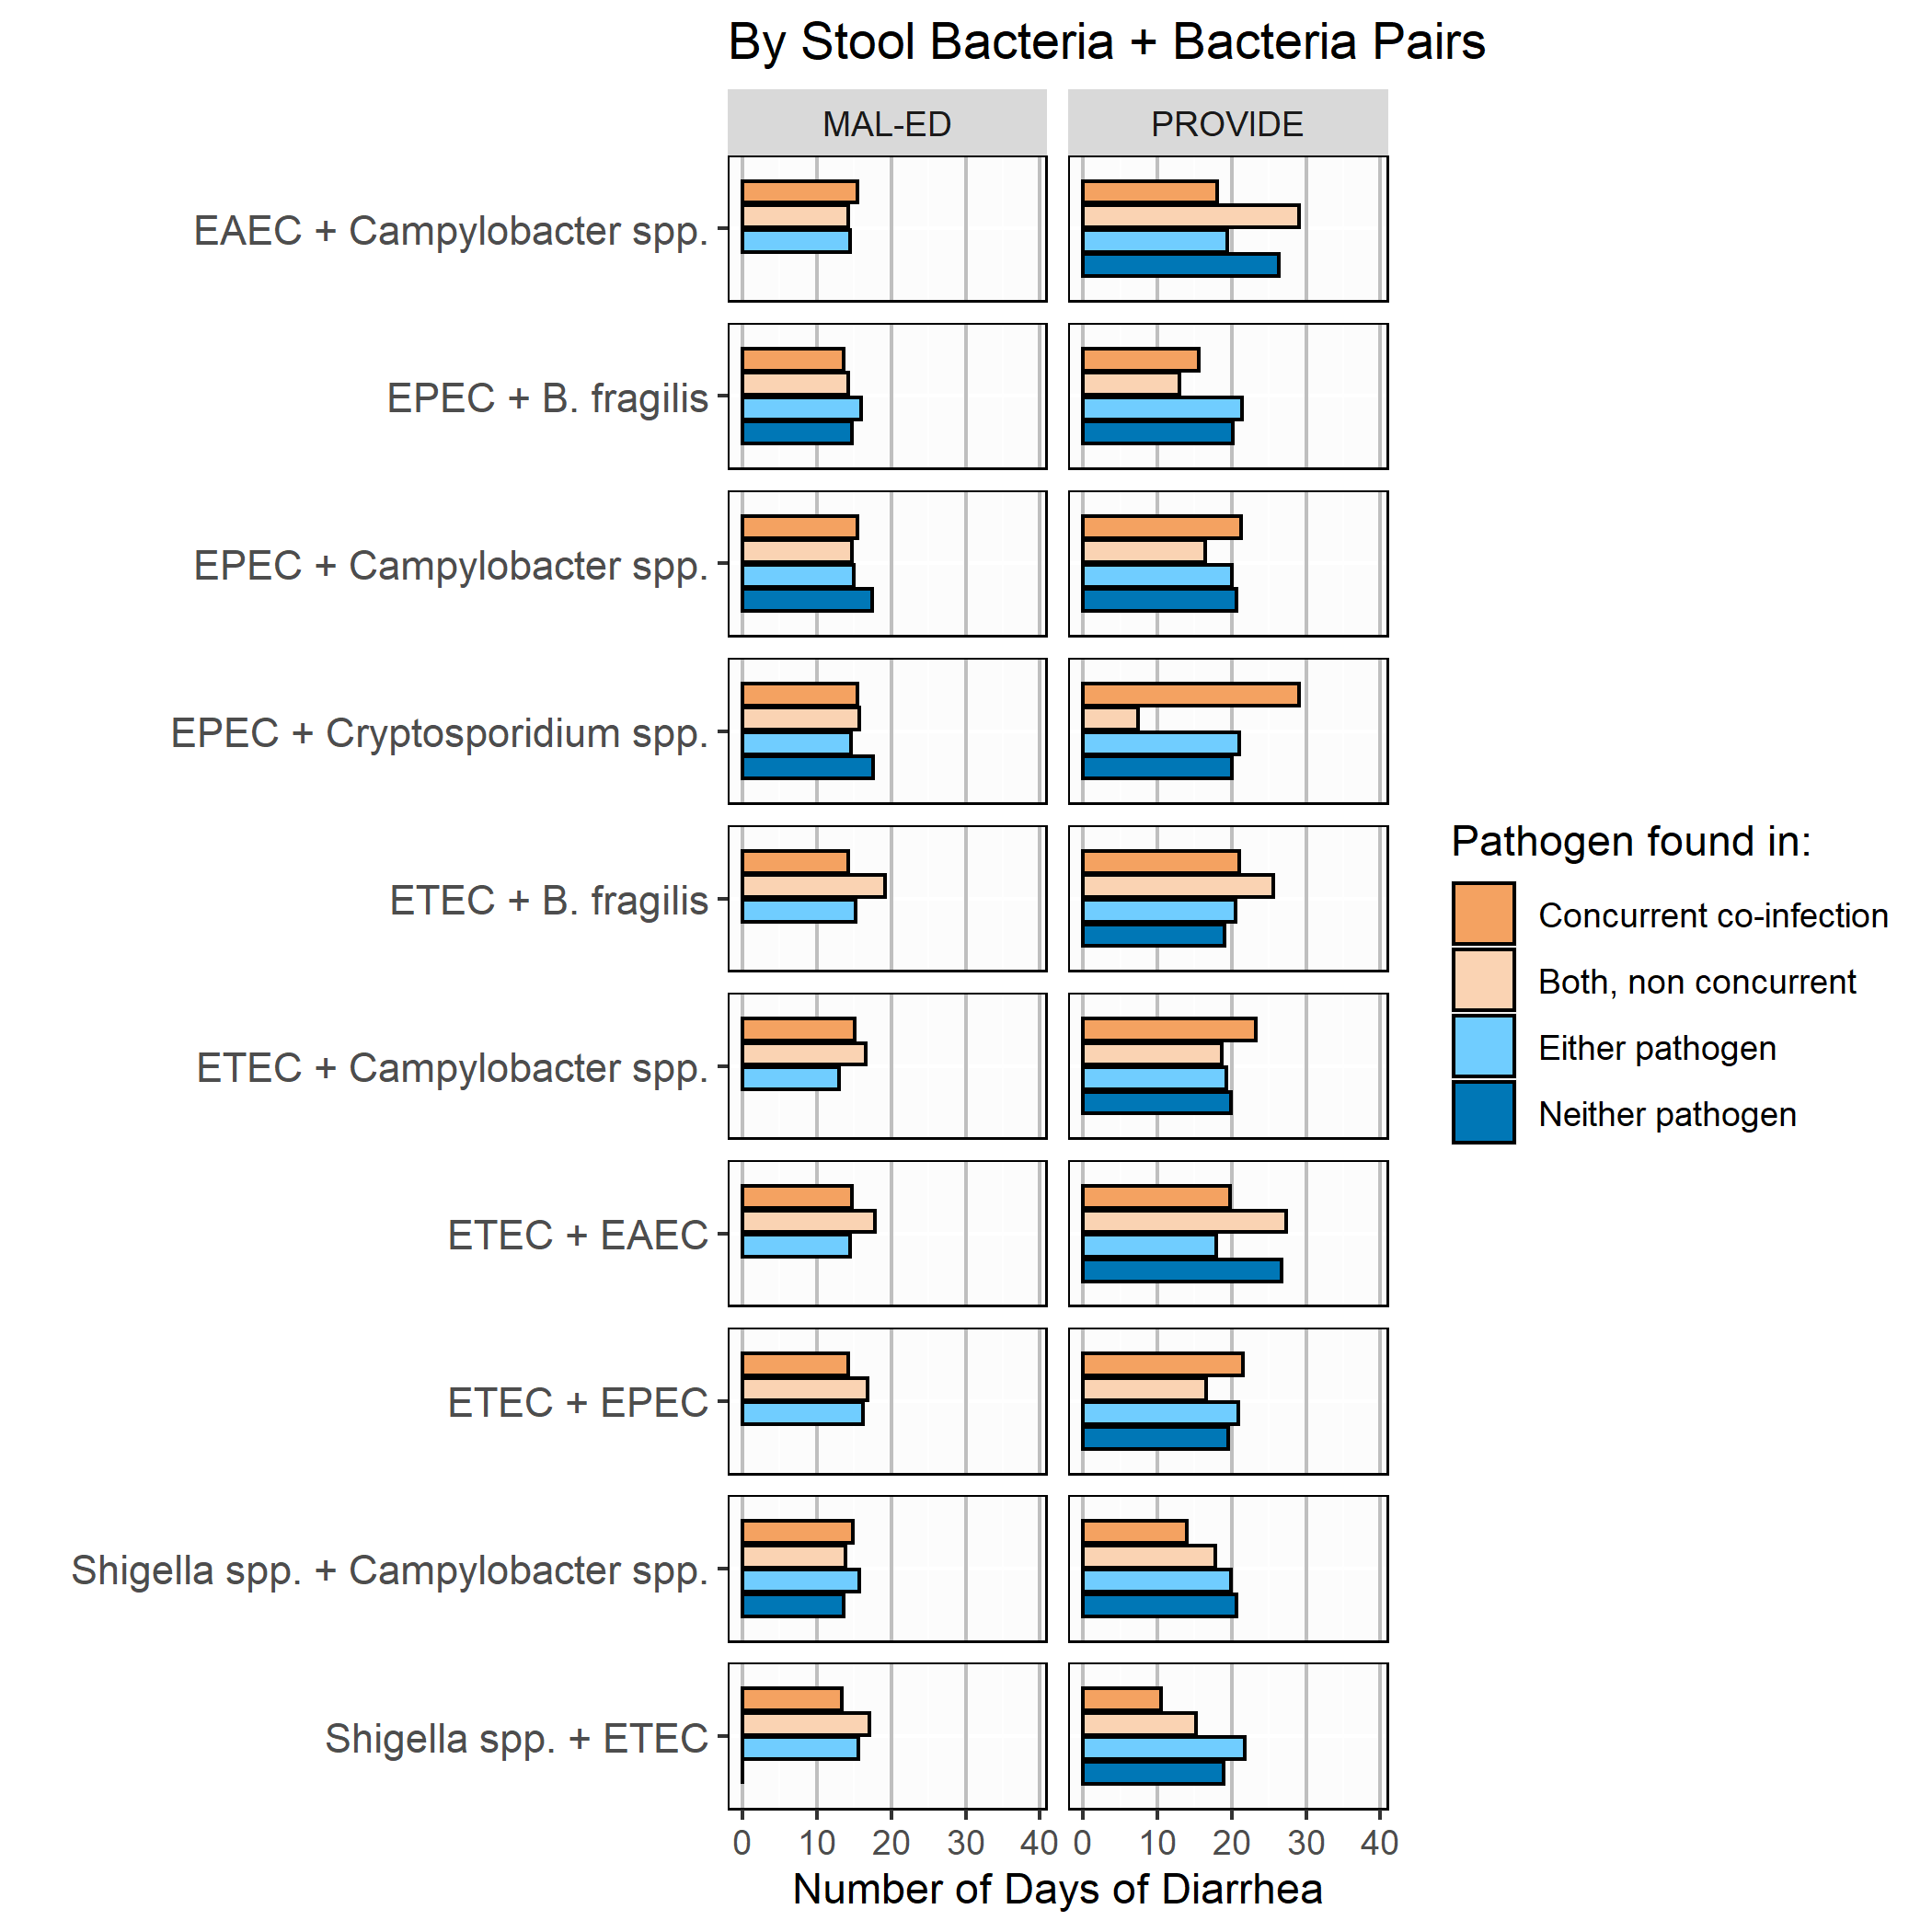 By Stool Bacteria + Bacteria Pairs
MAL-ED PROVIDE
EAEC + Campylobacter spp.
EPEC + B. fragilis
EPEC + Campylobacter spp.
EPEC + Cryptosporidium spp.
ETEC + B. fragilis
ETEC + Campylobacter spp.
ETEC + EAEC
ETEC + EPEC
Shigella spp. + Campylobacter spp.
Shigella spp. + ETEC
0 10 20 30 40 0 10 20 30 40
Number of Days of Diarrhea
Pathogen found in:
Concurrent co-infection
Both, non concurrent
Either pathogen
Neither pathogen